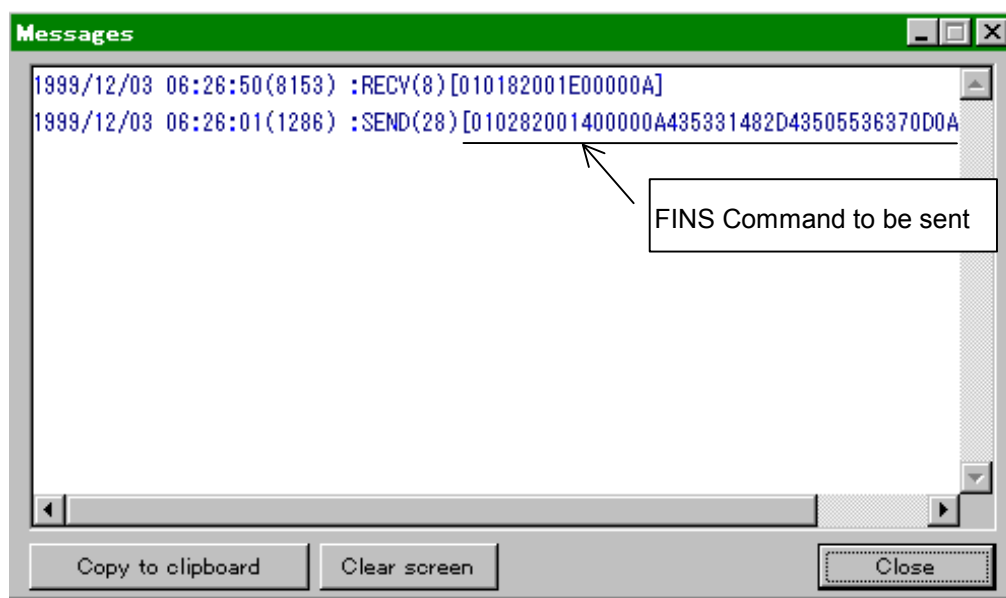 Messages
1999/12/03 06:26:50(8153) :RECV(8)[010182001E00000A]
1999/12/03 06:26:01(1286) :SEND(28)[010282001400000A435331482D43505536370D0A
FINS Command to be sent
Copy to clipboard
Clear screen
Close